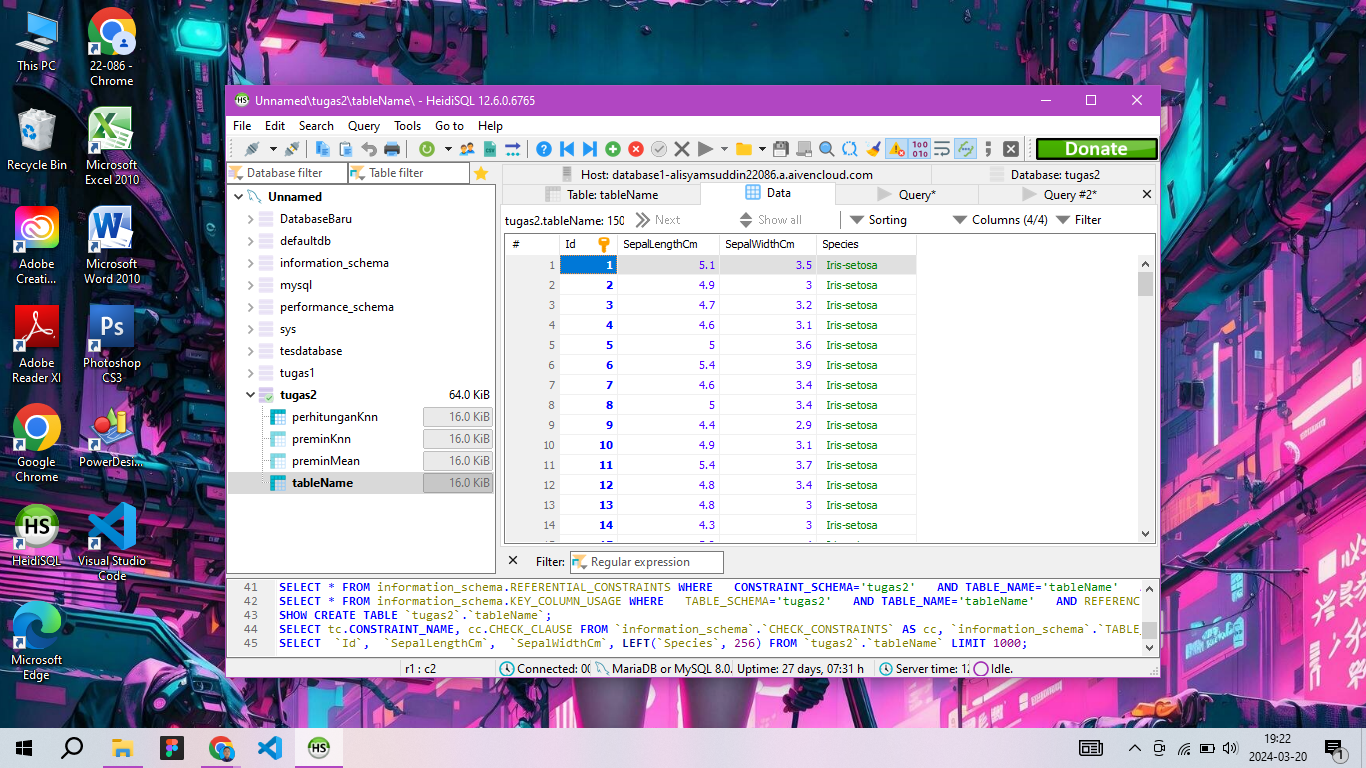 This PC
22-086 -
Chrome
Recycle Bin
Microsoft
Excel 2010
Adobe
Creati...
Microsoft
Word 2010
Adobe
Reader XI
Photoshop
CS3
Google
Chrome
PowerDesi...
HeidiSQL
Visual Studio
Code
Microsoft
Edge
Unnamed\tugas2\tableName\ - HeidiSQL 12.6.0.6765
File Edit Search Query Tools Go to Help
Donate
Database filter Table filter
Host: database1-alisyamsuddin22086.a.aivencloud.com Database: tugas2
Table: tableName Data Query* Query #2*
Unnamed
DatabaseBaru
defaultdb
information_schema
mysql
performance_schema
sys
tesdatabase
tugas1
tugas2 64.0 KiB
perhitunganKnn 16.0 KiB
preminKnn 16.0 KiB
preminMean 16.0 KiB
tableName 16.0 KiB
tugas2.tableName: 150 Next Show all Sorting Columns (4/4) Filter
# Id SepalLengthCm SepalWidthCm Species
1 1 5.1 3.5 Iris-setosa
2 2 4.9 3 Iris-setosa
3 3 4.7 3.2 Iris-setosa
4 4 4.6 3.1 Iris-setosa
5 5 5 3.6 Iris-setosa
6 6 5.4 3.9 Iris-setosa
7 7 4.6 3.4 Iris-setosa
8 8 5 3.4 Iris-setosa
9 9 4.4 2.9 Iris-setosa
10 10 4.9 3.1 Iris-setosa
11 11 5.4 3.7 Iris-setosa
12 12 4.8 3.4 Iris-setosa
13 13 4.8 3 Iris-setosa
14 14 4.3 3 Iris-setosa
Filter: Regular expression
41 SELECT * FROM information_schema.REFERENTIAL_CONSTRAINTS WHERE CONSTRAINT_SCHEMA='tugas2' AND TABLE_NAME='tableName'
42 SELECT * FROM information_schema.KEY_COLUMN_USAGE WHERE TABLE_SCHEMA='tugas2' AND TABLE_NAME='tableName' AND REFERENC
43 SHOW CREATE TABLE `tugas2`.`tableName`;
44 SELECT tc.CONSTRAINT_NAME, cc.CHECK_CLAUSE FROM `information_schema`.`CHECK_CONSTRAINTS` AS cc, `information_schema`.`TABLE_
45 SELECT `Id`, `SepalLengthCm`, `SepalWidthCm`, LEFT(`Species`, 256) FROM `tugas2`.`tableName` LIMIT 1000;
r1 : c2 Connected: 00 MariaDB or MySQL 8.0. Uptime: 27 days, 07:31 h Server time: 12 Idle.
19:22
2024-03-20
1